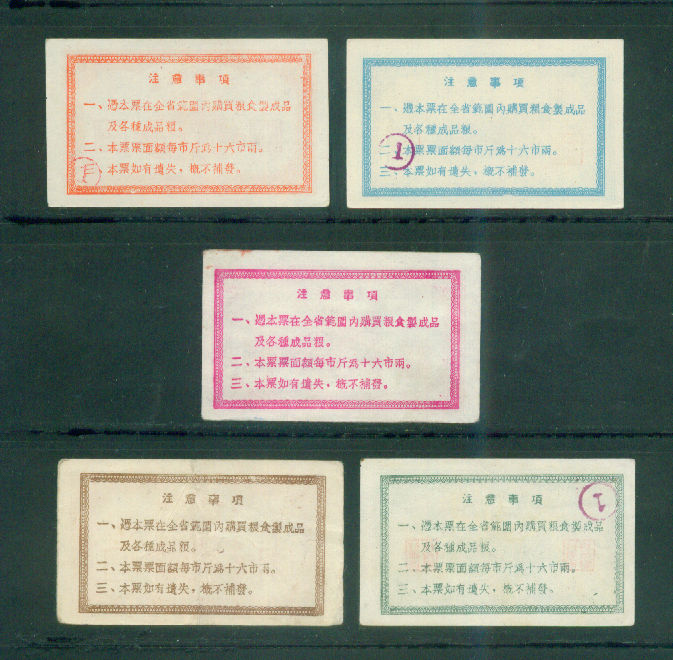 注意事項
一、憑本票在全省範圍內購買粮食製成品
及各種成品粮。
二、本票票面額每市斤為十六市兩。
三、本票如有遺失，概不補發。
注意事項
一、憑本票在全省範圍內購買粮食製成品
及各種成品粮。
二、本票票面額每市斤為十六市兩。
三、本票如有遺失，概不補發。
1
注意事項
一、憑本票在全省範圍內購買粮食製成品
及各種成品粮。
二、本票票面額每市斤為十六市兩。
三、本票如有遺失，概不補發。
注意事項
一、憑本票在全省範圍內購買粮食製成品
及各種成品粮。
二、本票票面額每市斤為十六市兩。
三、本票如有遺失，概不補發。
注意事項
1
一、憑本票在全省範圍內購買粮食製成品
及各種成品粮。
二、本票票面額每市斤為十六市兩。
三、本票如有遺失，概不補發。